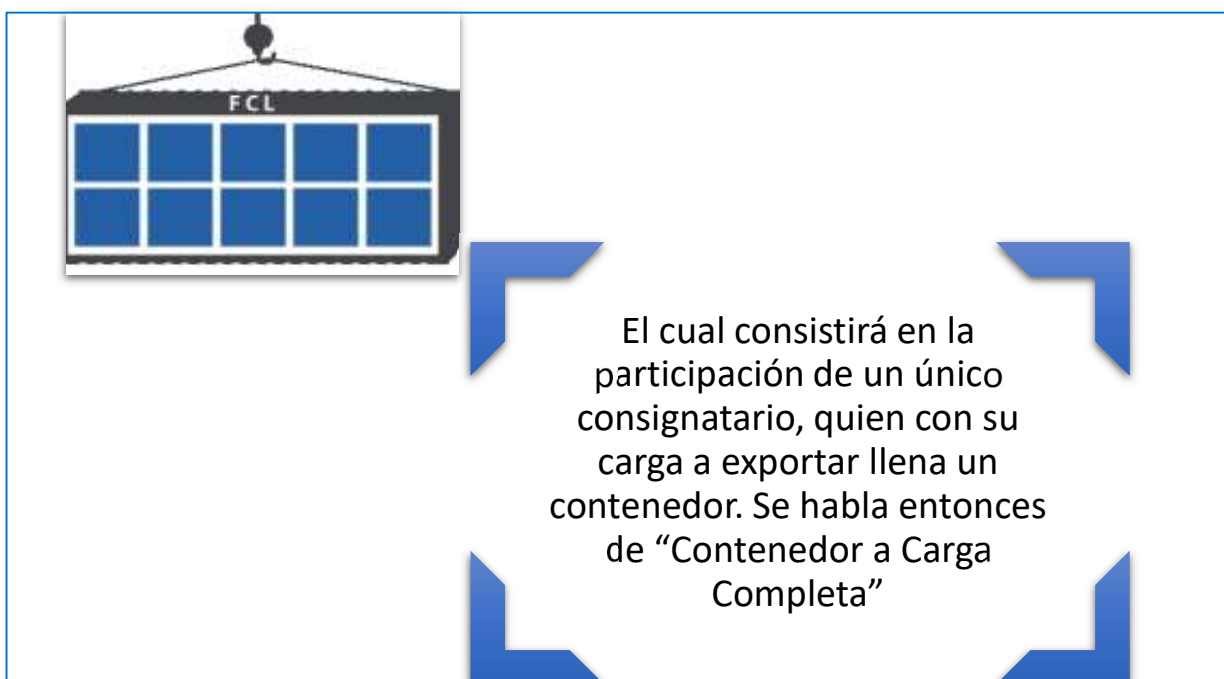 FCL
El cual consistirá en la
participación de un único
consignatario, quien con su
carga a exportar llena un
contenedor. Se habla entonces
de “Contenedor a Carga
Completa”